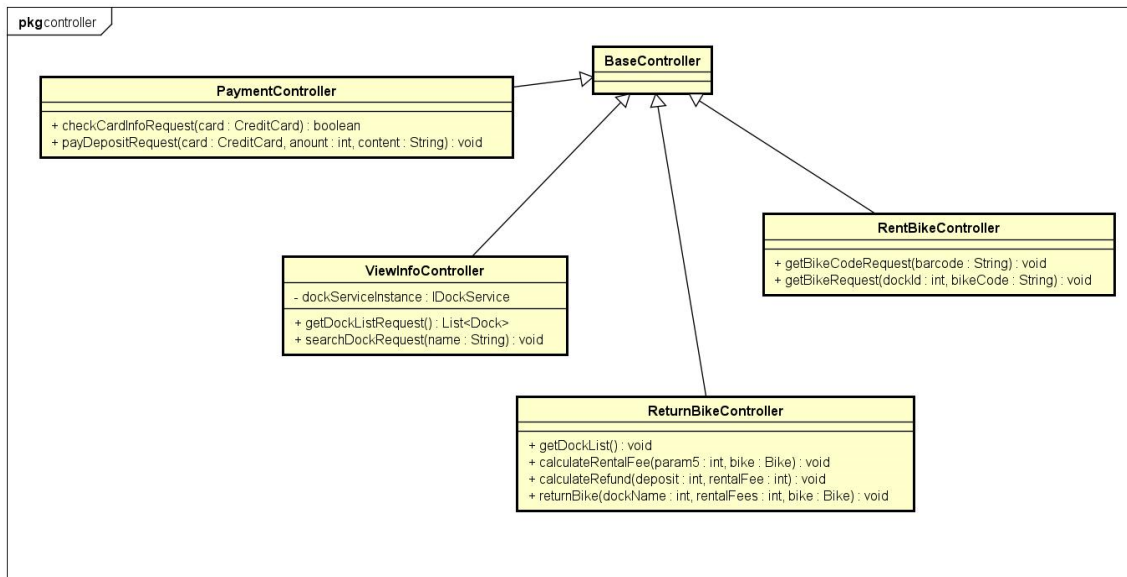 pkg controller
BaseController
PaymentController
+ checkCardInfoRequest(card : CreditCard) : boolean
+ payDepositRequest(card : CreditCard, anount : int, content : String) : void
RentBikeController
+ getBikeCodeRequest(barcode : String) : void
+ getBikeRequest(dockId : int, bikeCode : String) : void
ViewInfoController
- dockServiceInstance : IDockService
+ getDockListRequest() : List<Dock>
+ searchDockRequest(name : String) : void
ReturnBikeController
+ getDockList() : void
+ calculateRentalFee(param5 : int, bike : Bike) : void
+ calculateRefund(deposit : int, rentalFee : int) : void
+ returnBike(dockName : int, rentalFees : int, bike : Bike) : void